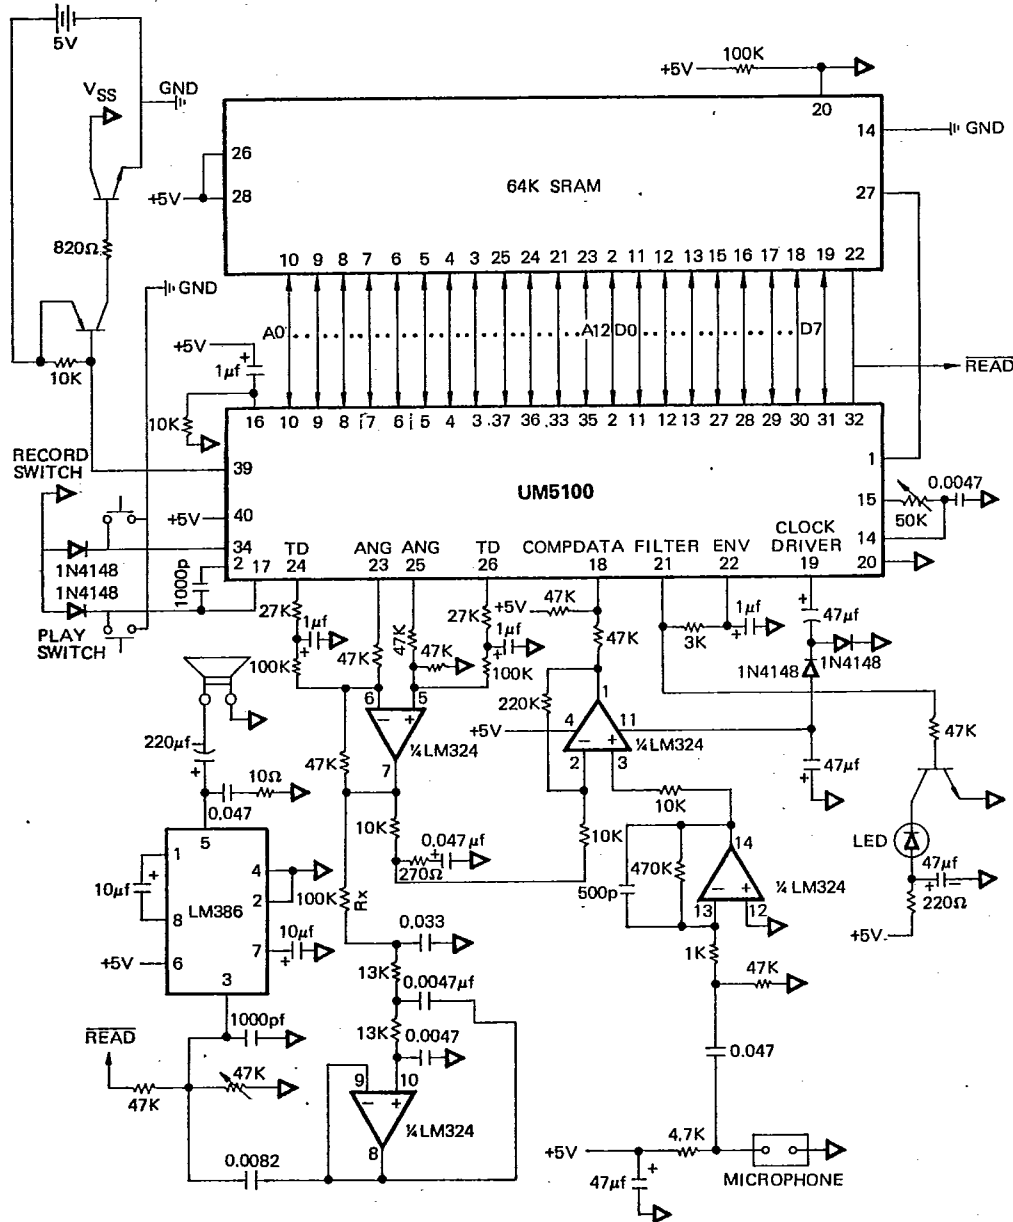 5V
VSS
GND
+5V
100K
20
14
GND
26
28
+5V
64K SRAM
27
820Ω
10 9 8 7 6 5 4 3 25 24 21 23 2 11 12 13 15 16 17 18 19 22
GND
A0 A12 D0 D7
+5V
1µf
READ
10K
10K
16 10 9 8 7 6 5 4 3 37 36 33 35 2 11 12 13 27 28 29 30 31 32
RECORD
SWITCH
39
1
UM5100
15
0.0047
50K
+5V
40
34
14
20
1N4148
1N4148
1000p
2
17
TD
24
ANG
23
ANG
25
TD
26
COMPDATA
18
FILTER
21
ENV
22
CLOCK
DRIVER
19
PLAY
SWITCH
27K
1µf
100K
47K
47K
47K
27K
1µf
100K
+5V
47K
47K
3K
1µf
47µf
1N4148
1N4148
6
5
¼LM324
7
220K
1
+5V
4
11
¼LM324
2
3
47K
47µf
220µf
10Ω
0.047
47K
10K
0.047µf
270Ω
10K
10K
14
LED
47µf
220Ω
+5V
5
1
4
10µf
LM386
2
8
7
+5V
6
3
100K
Rx
10µf
470K
500p
¼LM324
13
12
1K
47K
0.033
13K
0.0047µf
13K
0.0047
1000pf
READ
47K
47K
9
10
¼LM324
8
0.0082
0.047
+5V
4.7K
47µf
MICROPHONE